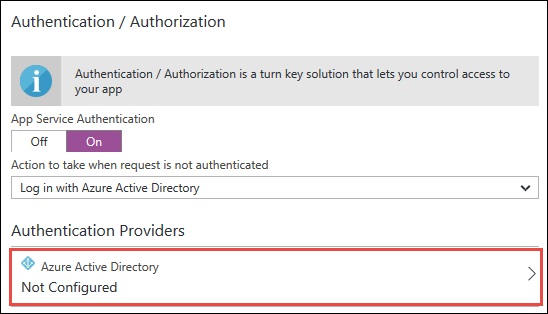 Authentication / Authorization
Authentication / Authorization is a turn key solution that lets you control access to
your app
App Service Authentication
Off On
Action to take when request is not authenticated
Log in with Azure Active Directory
Authentication Providers
Azure Active Directory
Not Configured